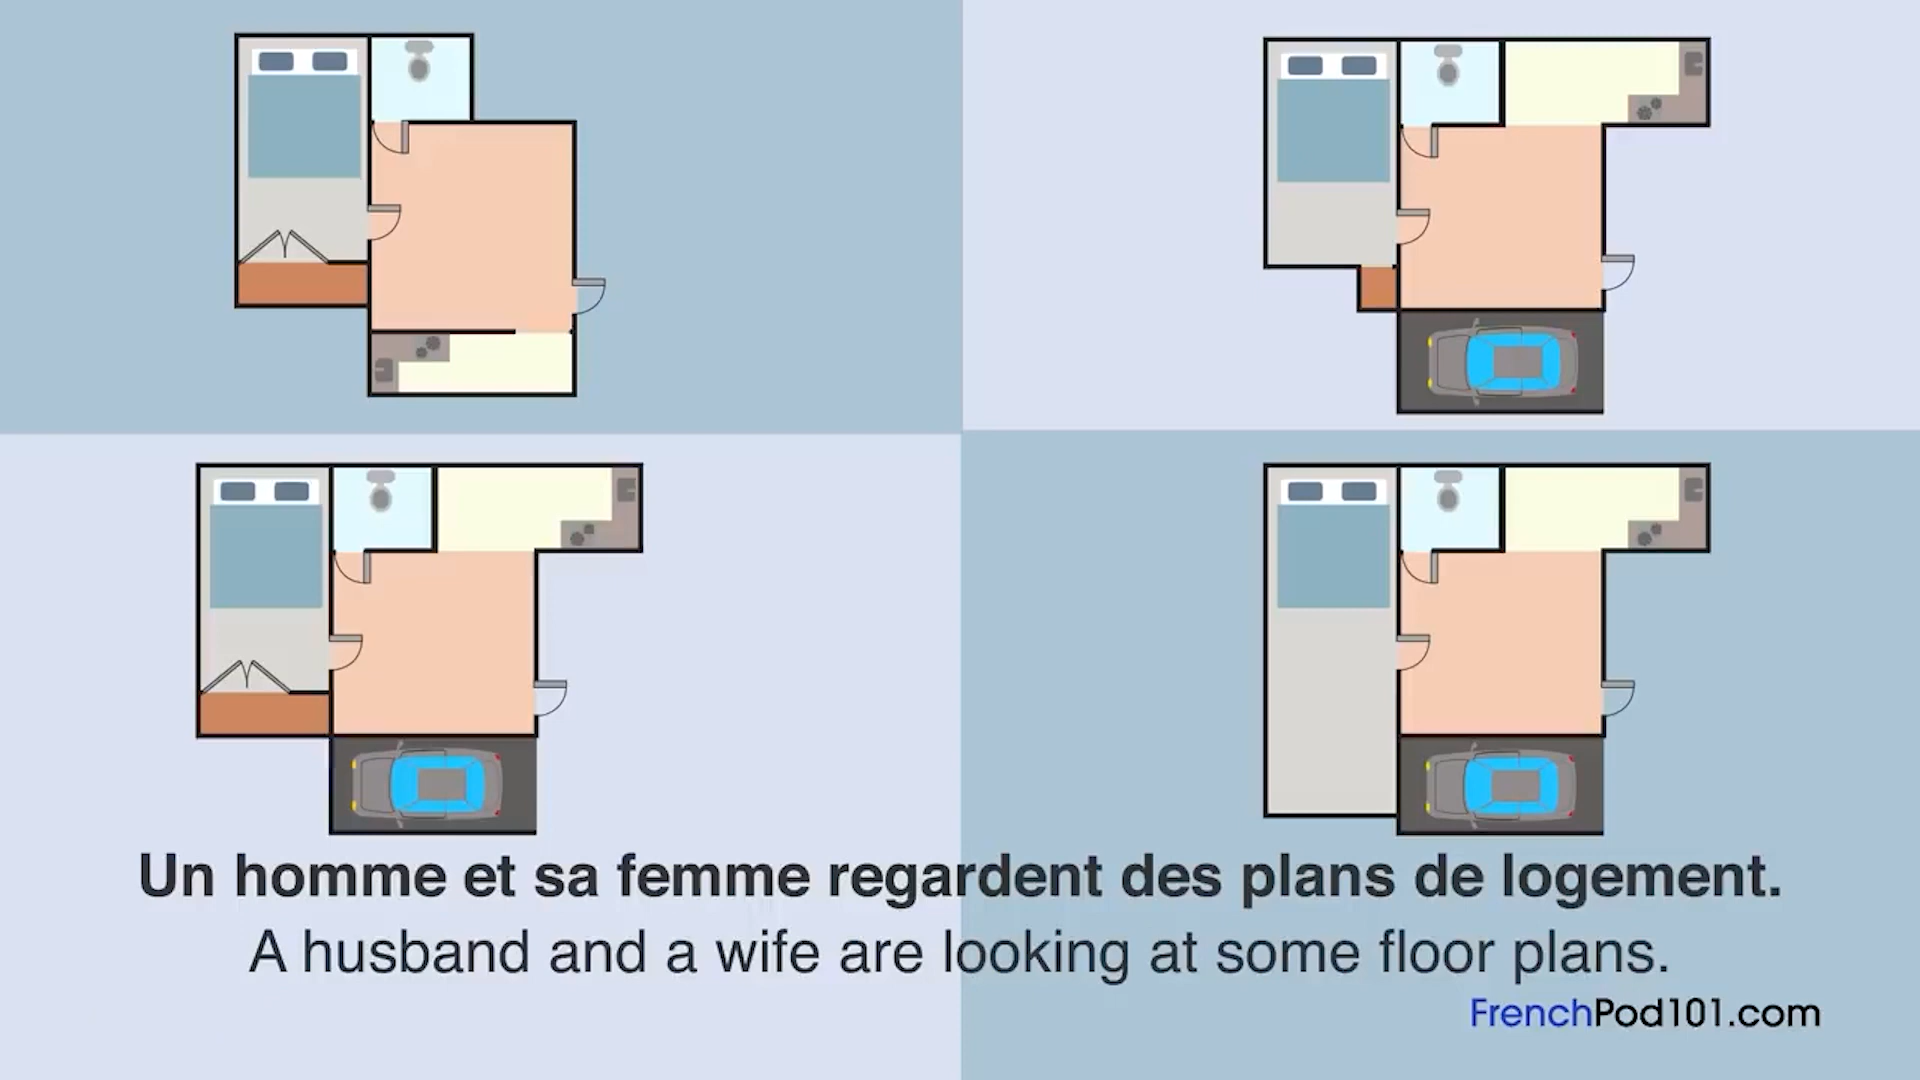 Un homme et sa femme regardent des plans de logement.
A husband and a wife are looking at some floor plans.
FrenchPod101.com